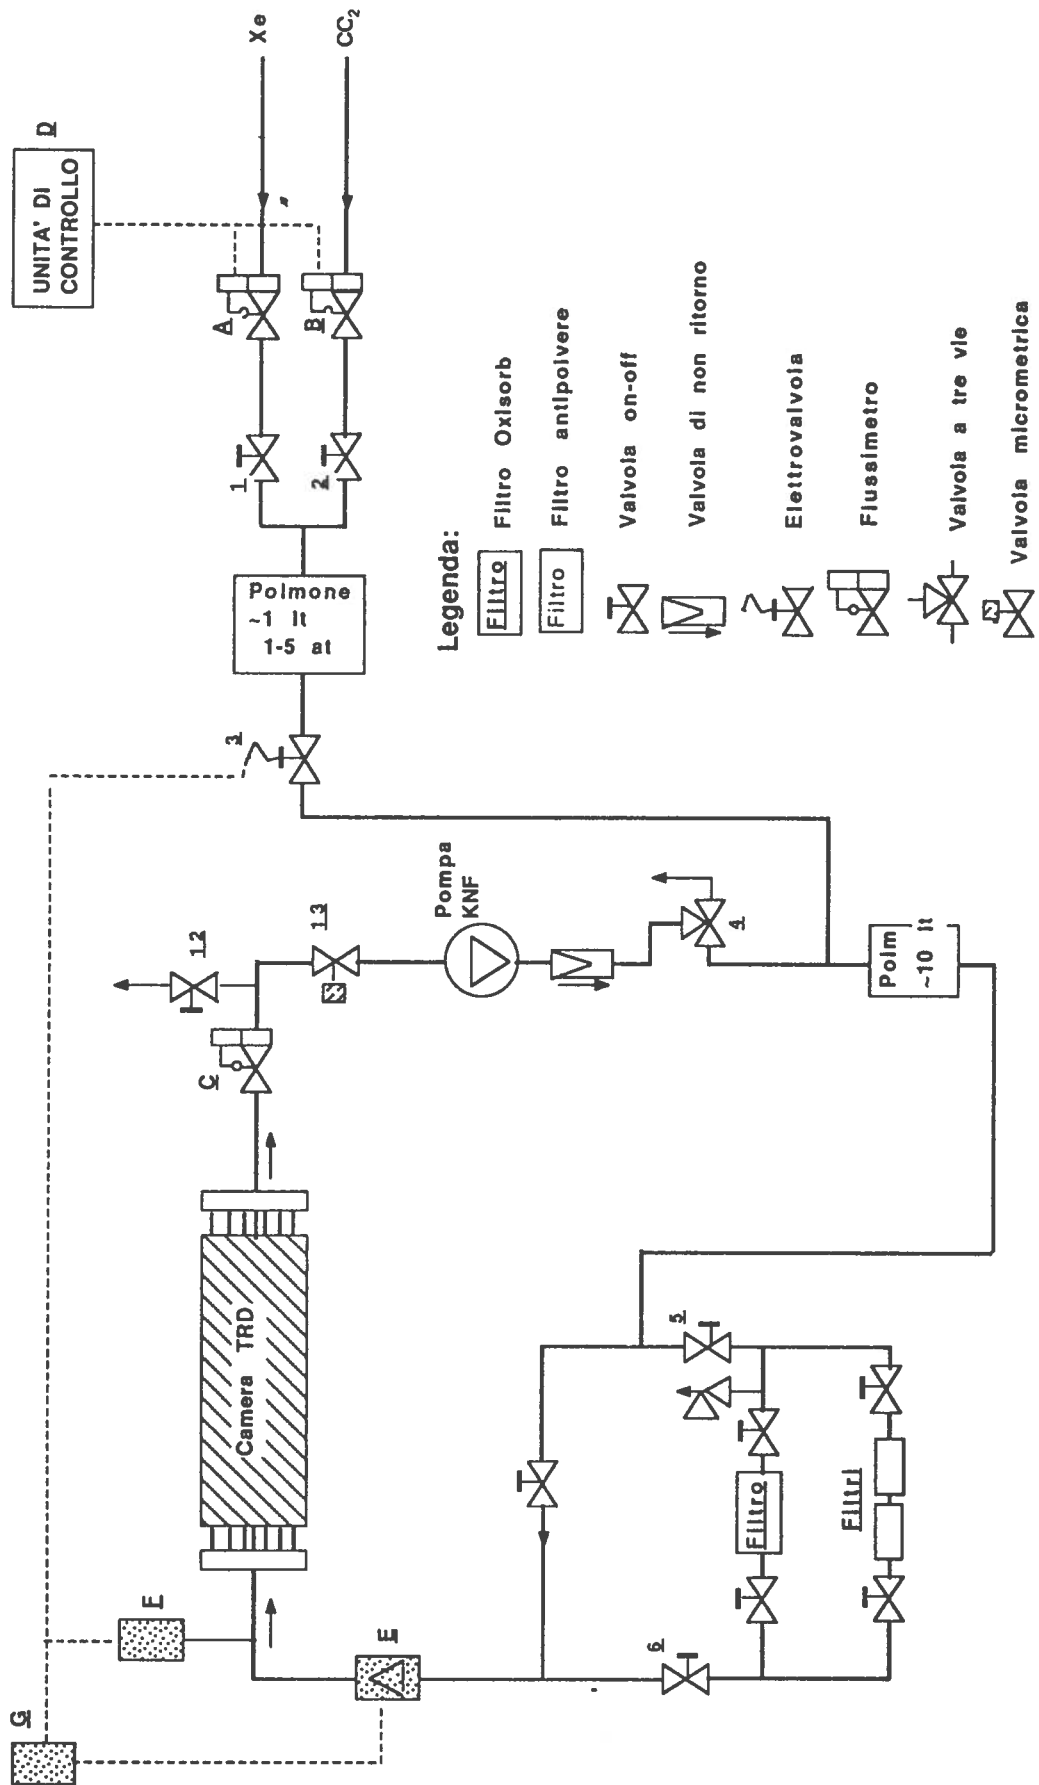 Xe
CC2
D
UNITA' DI
CONTROLLO
A
B
1
2
Polmone
~1 lt
1-5 at
3
Legenda:
Filtro Filtro Oxisorb
Filtro Filtro antipolvere
Valvola on-off
Valvola di non ritorno
Elettrovalvola
Flussimetro
Valvola a tre vie
Valvola micrometrica
12
13
Pompa
KNF
4
C
Polm
~10 lt
Camera TRD
5
Filtro
Filtri
6
F
E
G